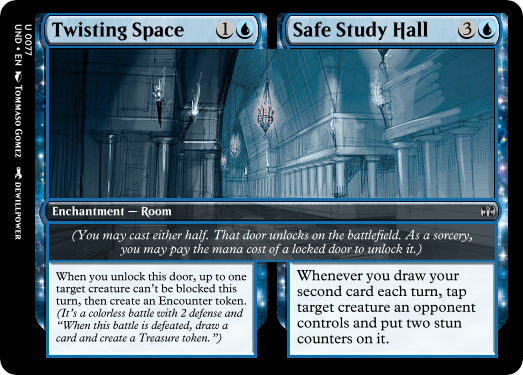 Twisting Space 1
Safe Study Hall 3
Enchantment — Room
(You may cast either half. That door unlocks on the battlefield. As a sorcery,
you may pay the mana cost of a locked door to unlock it.)
When you unlock this door, up to one
target creature can't be blocked this
turn, then create an Encounter token.
(It's a colorless battle with 2 defense and
“When this battle is defeated, draw a
card and create a Treasure token.”)
Whenever you draw your
second card each turn, tap
target creature an opponent
controls and put two stun
counters on it.
U 0077
UND • EN Tommaso Gomez dewillpower